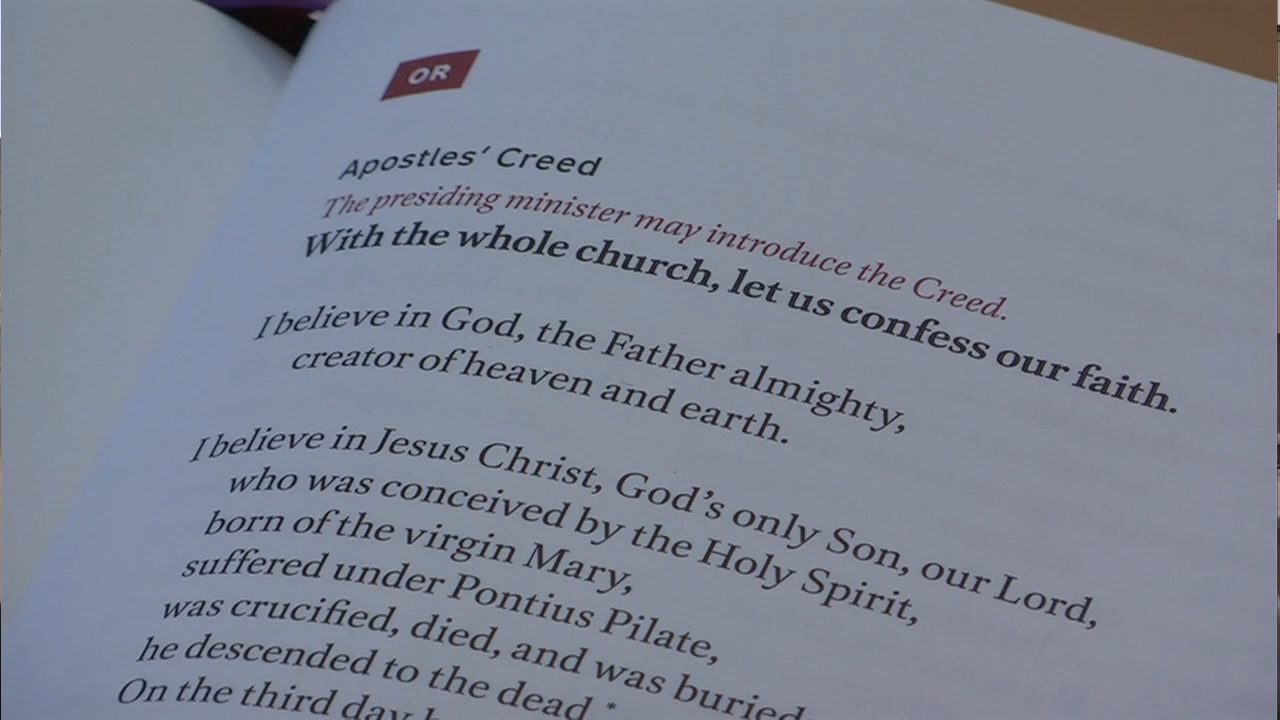 OR
Apostles’ Creed
The presiding minister may introduce the Creed.
With the whole church, let us confess our faith.
I believe in God, the Father almighty,
creator of heaven and earth.
I believe in Jesus Christ, God’s only Son, our Lord,
who was conceived by the Holy Spirit,
born of the virgin Mary,
suffered under Pontius Pilate,
was crucified, died, and was buried
he descended to the dead.*
On the third day